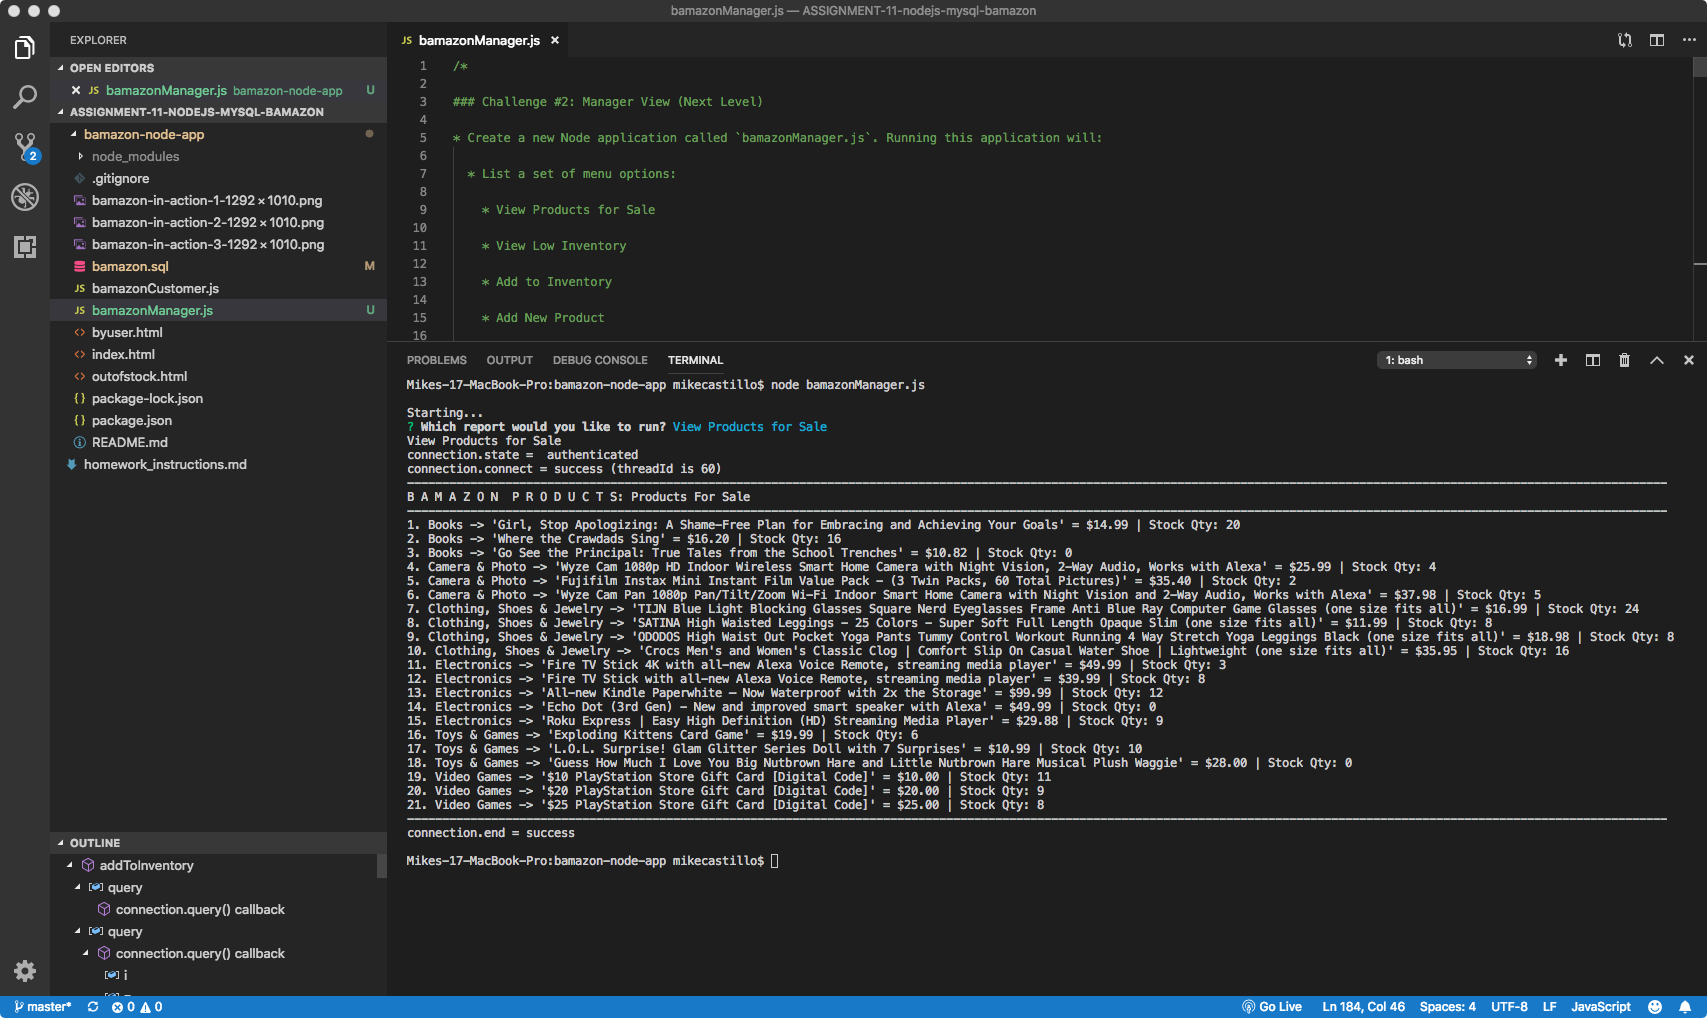 bamazonManager.js — ASSIGNMENT-11-nodejs-mysql-bamazon
EXPLORER
OPEN EDITORS
JS bamazonManager.js bamazon-node-app U
ASSIGNMENT-11-NODEJS-MYSQL-BAMAZON
bamazon-node-app
node_modules
.gitignore
bamazon-in-action-1-1292×1010.png
bamazon-in-action-2-1292×1010.png
bamazon-in-action-3-1292×1010.png
bamazon.sql M
JS bamazonCustomer.js
JS bamazonManager.js U
<> byuser.html
<> index.html
<> outofstock.html
{} package-lock.json
{} package.json
README.md
homework_instructions.md
2
OUTLINE
addToInventory
query
connection.query() callback
query
connection.query() callback
i
JS bamazonManager.js ×
1 /*
2
3 ### Challenge #2: Manager View (Next Level)
4
5 * Create a new Node application called `bamazonManager.js`. Running this application will:
6
7 * List a set of menu options:
8
9 * View Products for Sale
10
11 * View Low Inventory
12
13 * Add to Inventory
14
15 * Add New Product
16
PROBLEMS OUTPUT DEBUG CONSOLE TERMINAL 1: bash
Mikes-17-MacBook-Pro:bamazon-node-app mikecastillo$ node bamazonManager.js
Starting...
? Which report would you like to run? View Products for Sale
View Products for Sale
connection.state =  authenticated
connection.connect = success (threadId is 60)
B A M A Z O N  P R O D U C T S: Products For Sale
1. Books -> 'Girl, Stop Apologizing: A Shame-Free Plan for Embracing and Achieving Your Goals' = $14.99 | Stock Qty: 20
2. Books -> 'Where the Crawdads Sing' = $16.20 | Stock Qty: 16
3. Books -> 'Go See the Principal: True Tales from the School Trenches' = $10.82 | Stock Qty: 0
4. Camera & Photo -> 'Wyze Cam 1080p HD Indoor Wireless Smart Home Camera with Night Vision, 2-Way Audio, Works with Alexa' = $25.99 | Stock Qty: 4
5. Camera & Photo -> 'Fujifilm Instax Mini Instant Film Value Pack - (3 Twin Packs, 60 Total Pictures)' = $35.40 | Stock Qty: 2
6. Camera & Photo -> 'Wyze Cam Pan 1080p Pan/Tilt/Zoom Wi-Fi Indoor Smart Home Camera with Night Vision and 2-Way Audio, Works with Alexa' = $37.98 | Stock Qty: 5
7. Clothing, Shoes & Jewelry -> 'TIJN Blue Light Blocking Glasses Square Nerd Eyeglasses Frame Anti Blue Ray Computer Game Glasses (one size fits all)' = $16.99 | Stock Qty: 24
8. Clothing, Shoes & Jewelry -> 'SATINA High Waisted Leggings - 25 Colors - Super Soft Full Length Opaque Slim (one size fits all)' = $11.99 | Stock Qty: 8
9. Clothing, Shoes & Jewelry -> 'ODODOS High Waist Out Pocket Yoga Pants Tummy Control Workout Running 4 Way Stretch Yoga Leggings Black (one size fits all)' = $18.98 | Stock Qty: 8
10. Clothing, Shoes & Jewelry -> 'Crocs Men's and Women's Classic Clog | Comfort Slip On Casual Water Shoe | Lightweight (one size fits all)' = $35.95 | Stock Qty: 16
11. Electronics -> 'Fire TV Stick 4K with all-new Alexa Voice Remote, streaming media player' = $49.99 | Stock Qty: 3
12. Electronics -> 'Fire TV Stick with all-new Alexa Voice Remote, streaming media player' = $39.99 | Stock Qty: 8
13. Electronics -> 'All-new Kindle Paperwhite – Now Waterproof with 2x the Storage' = $99.99 | Stock Qty: 12
14. Electronics -> 'Echo Dot (3rd Gen) - New and improved smart speaker with Alexa' = $49.99 | Stock Qty: 0
15. Electronics -> 'Roku Express | Easy High Definition (HD) Streaming Media Player' = $29.88 | Stock Qty: 9
16. Toys & Games -> 'Exploding Kittens Card Game' = $19.99 | Stock Qty: 6
17. Toys & Games -> 'L.O.L. Surprise! Glam Glitter Series Doll with 7 Surprises' = $10.99 | Stock Qty: 10
18. Toys & Games -> 'Guess How Much I Love You Big Nutbrown Hare and Little Nutbrown Hare Musical Plush Waggie' = $28.00 | Stock Qty: 0
19. Video Games -> '$10 PlayStation Store Gift Card [Digital Code]' = $10.00 | Stock Qty: 11
20. Video Games -> '$20 PlayStation Store Gift Card [Digital Code]' = $20.00 | Stock Qty: 9
21. Video Games -> '$25 PlayStation Store Gift Card [Digital Code]' = $25.00 | Stock Qty: 8
connection.end = success
Mikes-17-MacBook-Pro:bamazon-node-app mikecastillo$
master* 0 0 Go Live Ln 184, Col 46 Spaces: 4 UTF-8 LF JavaScript